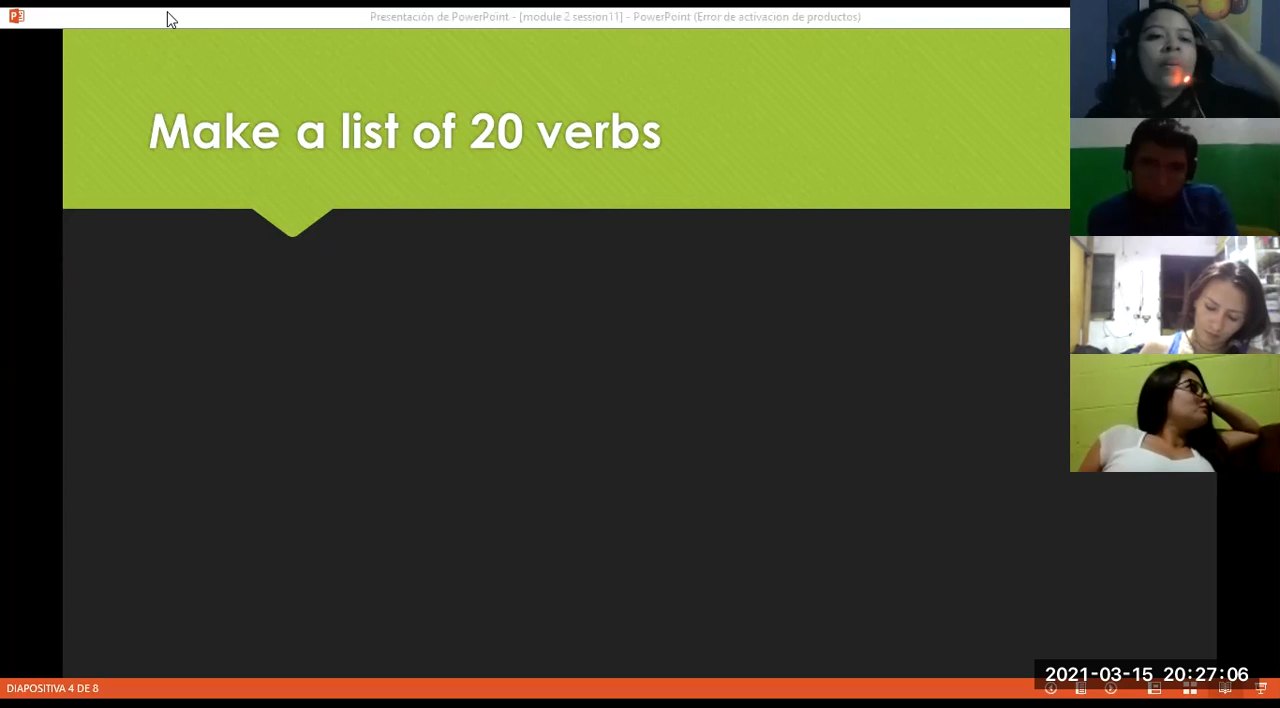 Presentación de PowerPoint - [module 2 session11] - PowerPoint (Error de activacion de productos)
Make a list of 20 verbs
2021-03-15 20:27:06
DIAPOSITIVA 4 DE 8